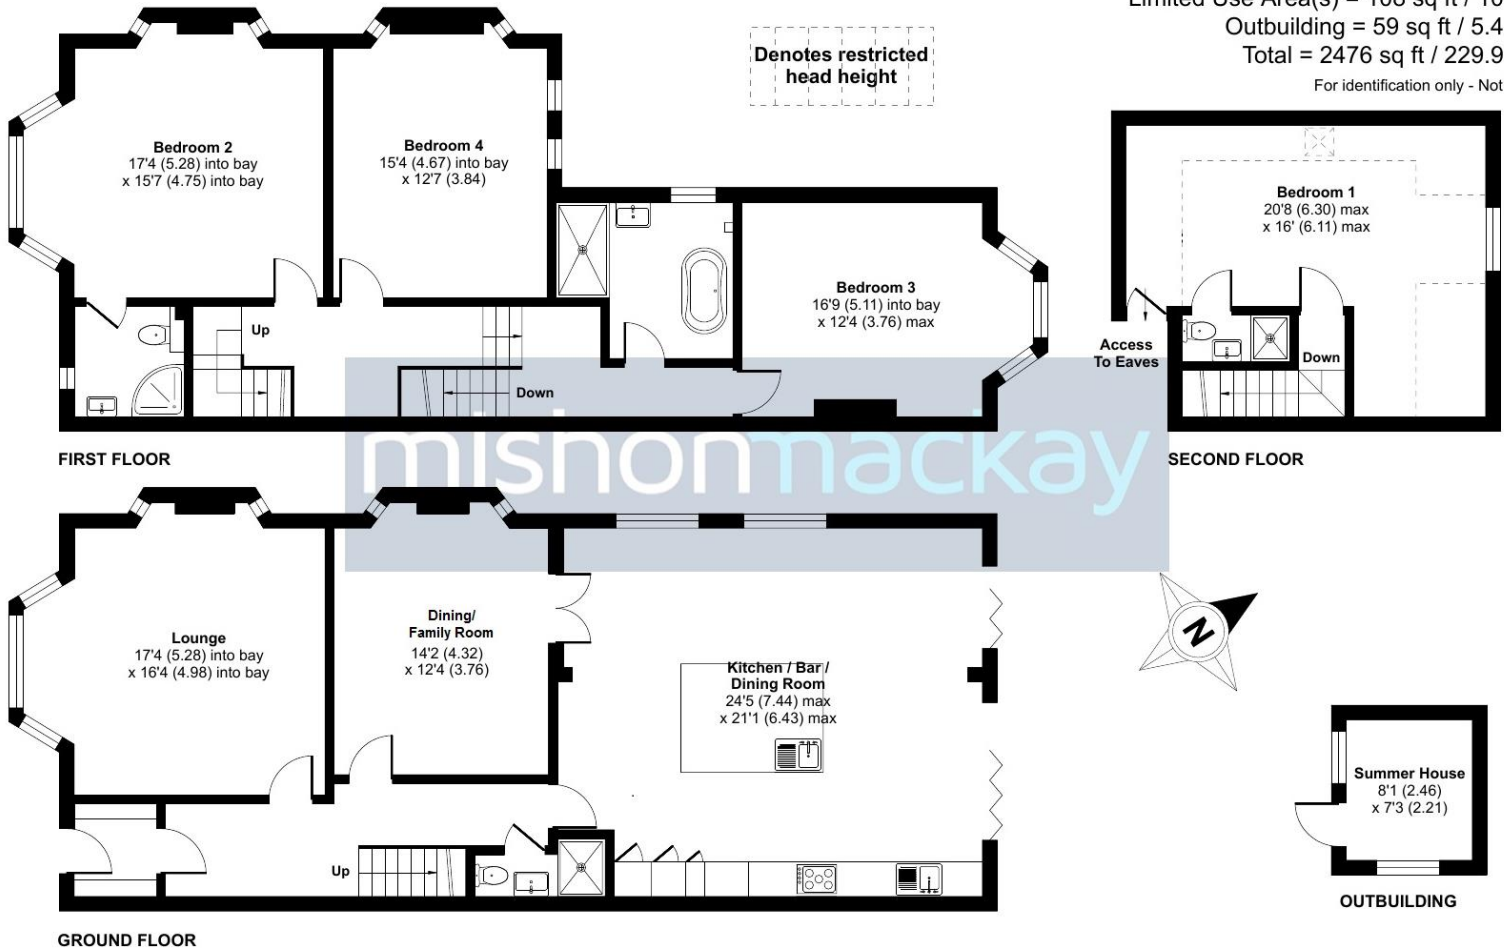 Limited Use Area(s) = 168 sq ft / 10
Outbuilding = 59 sq ft / 5.4
Total = 2476 sq ft / 229.9
For identification only - Not
Denotes restricted
head height
Bedroom 2
17'4 (5.28) into bay
x 15'7 (4.75) into bay
Bedroom 4
15'4 (4.67) into bay
x 12'7 (3.84)
Bedroom 3
16'9 (5.11) into bay
x 12'4 (3.76) max
Up
Down
FIRST FLOOR
Bedroom 1
20'8 (6.30) max
x 16' (6.11) max
Access
To Eaves
Down
SECOND FLOOR
mishonmackay
Lounge
17'4 (5.28) into bay
x 16'4 (4.98) into bay
Dining/
Family Room
14'2 (4.32)
x 12'4 (3.76)
Kitchen / Bar /
Dining Room
24'5 (7.44) max
x 21'1 (6.43) max
Up
GROUND FLOOR
N
Summer House
8'1 (2.46)
x 7'3 (2.21)
OUTBUILDING